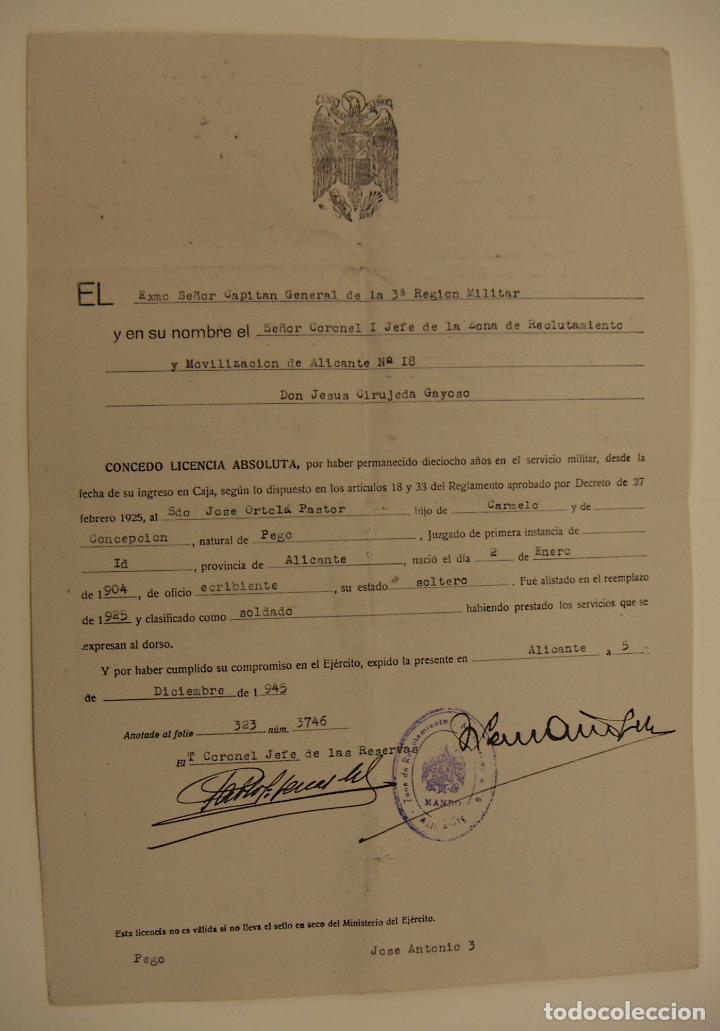 EL Exmo Señor Capitan General de la 3ª Region Militar
y en su nombre el Señor Coronel I Jefe de la Zona de Reclutamiento
y Movilizacion de Alicante Nº I8
Don Jesus Cirujeda Gayoso
CONCEDO LICENCIA ABSOLUTA, por haber permanecido dieciocho años en el servicio militar, desde la
fecha de su ingreso en Caja, según lo dispuesto en los artículos 18 y 33 del Reglamento aprobado por Decreto de 27
febrero 1925, al Sdo Jose Ortolá Pastor, hijo de Carmelo y de
Concepcion, natural de Pego, Juzgado de primera instancia de
Id, provincia de Alicante, nació el día 2 de Enero
de 1904, de oficio ecribiente, su estado soltero. Fué alistado en el reemplazo
de 1925 y clasificado como soldado habiendo prestado los servicios que se
expresan al dorso.
Y por haber cumplido su compromiso en el Ejército, expido la presente en Alicante a 5
de Diciembre de 1945
Anotado al folio 323 núm. 3746
El T Coronel Jefe de las Reservas
Zona de Reclutamiento
MANDO
Esta licencia no es válida si no lleva el sello en seco del Ministerio del Ejército.
Pego Jose Antonio 3
todocoleccion